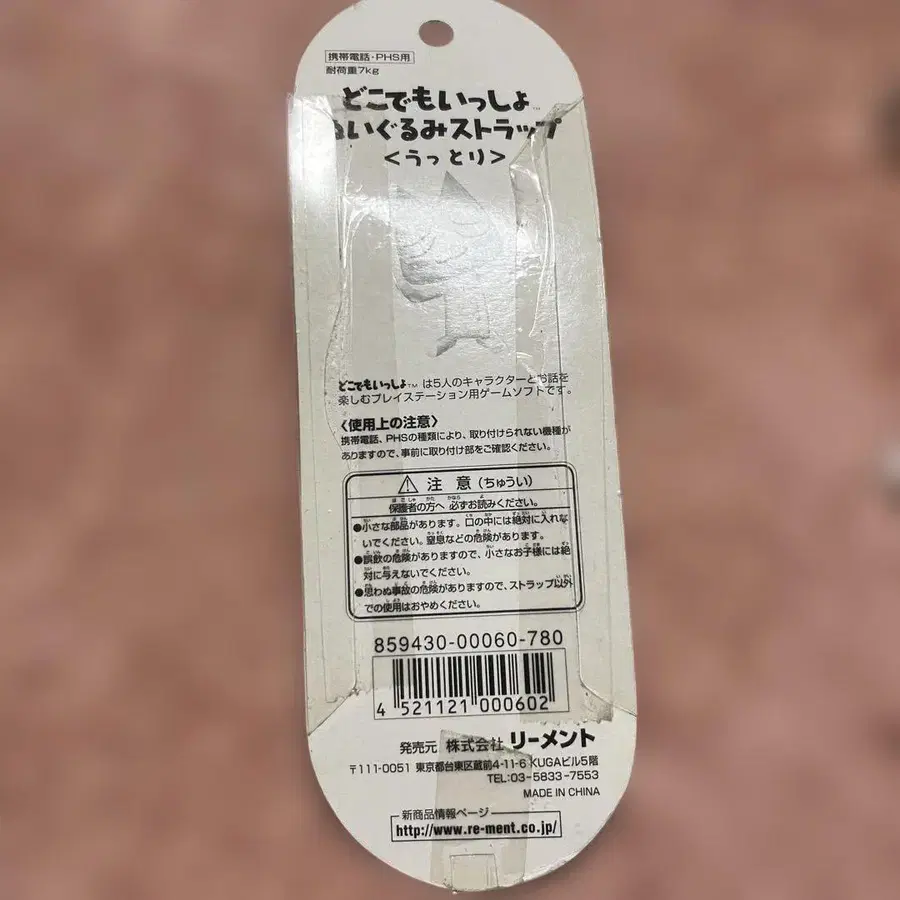 携帯電話・PHS用
耐荷重7kg
どこでもいっしょ™
ぬいぐるみストラップ
<うっとり>
どこでもいっしょ™ は5人のキャラクターとお話を
楽しむプレイステーション用ゲームソフトです。
〈使用上の注意〉
携帯電話、PHSの種類により、取り付けられない機種が
ありますので、事前に取り付け部をご確認ください。
⚠ 注 意 (ちゅうい)
保護者の方へ 必ずお読みください。
●小さな部品があります。口の中には絶対に入れな
いでください。窒息などの危険があります。
●誤飲の危険がありますので、小さなお子様には絶
対に与えないでください。
●思わぬ事故の危険がありますので、ストラップ以外
での使用はおやめください。
859430-00060-780
4 521121 000602
発売元 株式会社 リーメント
〒111-0051 東京都台東区蔵前4-11-6 KUGAビル5階
TEL:03-5833-7553
MADE IN CHINA
新商品情報ページ
http://www.re-ment.co.jp/